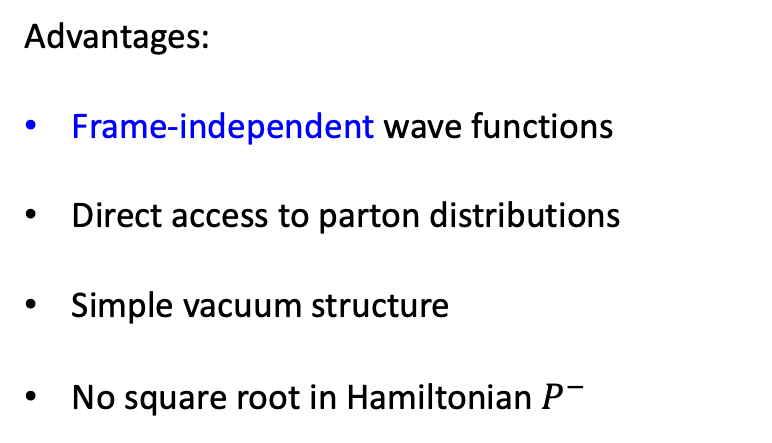 Advantages:
• Frame-independent wave functions
• Direct access to parton distributions
• Simple vacuum structure
• No square root in Hamiltonian P⁻